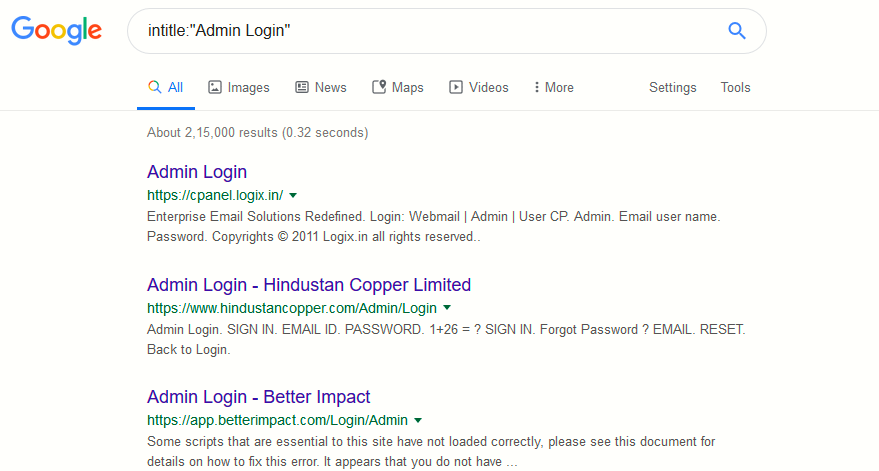 Google
intitle:"Admin Login"
All Images News Maps Videos More Settings Tools
About 2,15,000 results (0.32 seconds)
Admin Login
https://cpanel.logix.in/
Enterprise Email Solutions Redefined. Login: Webmail | Admin | User CP. Admin. Email user name.
Password. Copyrights © 2011 Logix.in all rights reserved..
Admin Login - Hindustan Copper Limited
https://www.hindustancopper.com/Admin/Login
Admin Login. SIGN IN. EMAIL ID. PASSWORD. 1+26 = ? SIGN IN. Forgot Password ? EMAIL. RESET.
Back to Login.
Admin Login - Better Impact
https://app.betterimpact.com/Login/Admin
Some scripts that are essential to this site have not loaded correctly, please see this document for
details on how to fix this error. It appears that you do not have ...